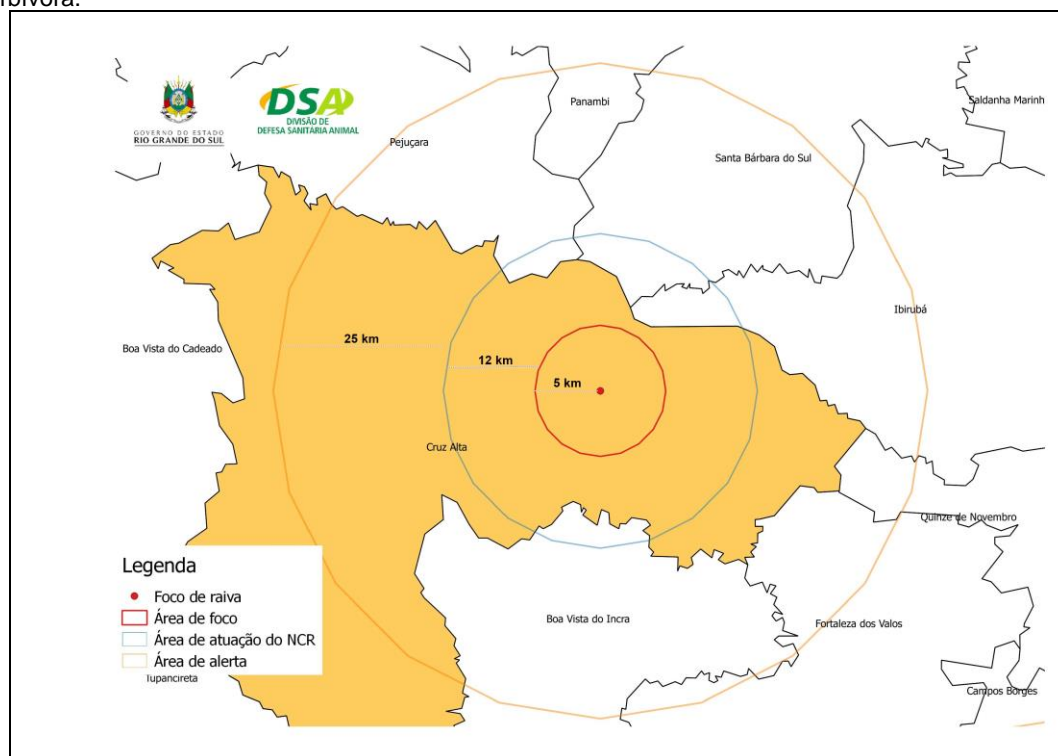 rbívora.
GOVERNO DO ESTADO
RIO GRANDE DO SUL
DSA
DIVISÃO DE
DEFESA SANITÁRIA ANIMAL
Panambi
Saldanha Marinh
Pejuçara
Santa Bárbara do Sul
Ibirubá
Boa Vista do Cadeado
25 km
12 km
5 km
Cruz Alta
Quinze de Novembro
Boa Vista do Incra
Fortaleza dos Valos
Campos Borges
Legenda
Foco de raiva
Área de foco
Área de atuação do NCR
Área de alerta
Tupanciretã